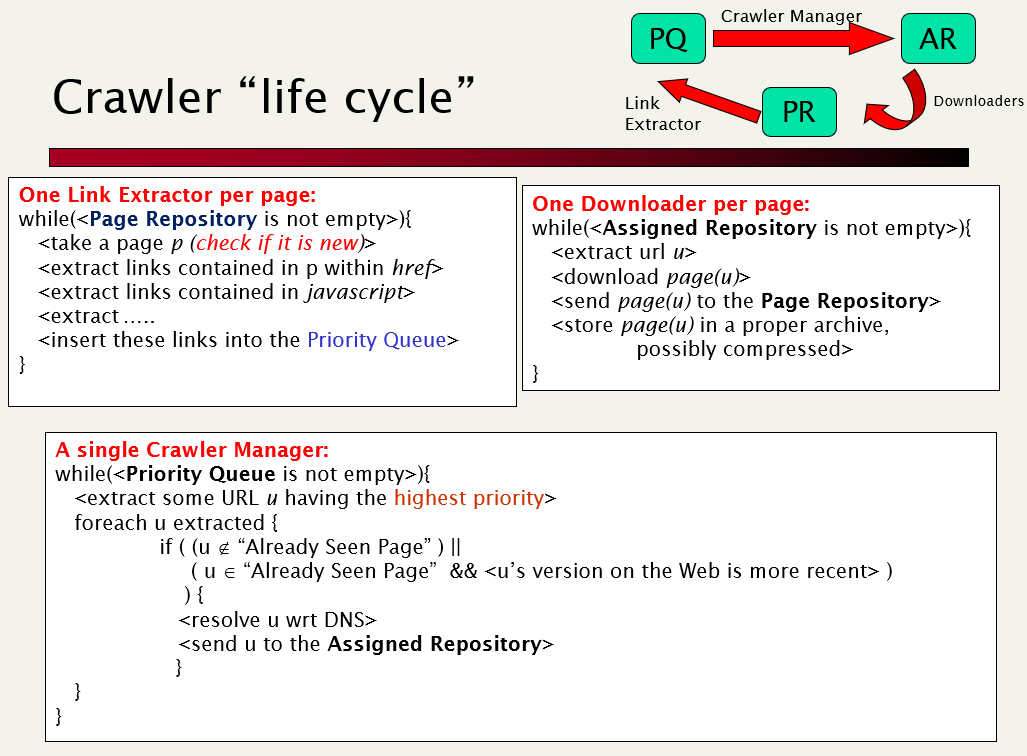 Crawler “life cycle”
PQ
Crawler Manager
AR
Link
Extractor
PR
Downloaders
One Link Extractor per page:
while(<Page Repository is not empty>){
<take a page p (check if it is new)>
<extract links contained in p within href>
<extract links contained in javascript>
<extract …..
<insert these links into the Priority Queue>
}
One Downloader per page:
while(<Assigned Repository is not empty>){
<extract url u>
<download page(u)>
<send page(u) to the Page Repository>
<store page(u) in a proper archive,
possibly compressed>
}
A single Crawler Manager:
while(<Priority Queue is not empty>){
<extract some URL u having the highest priority>
foreach u extracted {
if ( (u ∉ “Already Seen Page” ) ||
( u ∈ “Already Seen Page” && <u’s version on the Web is more recent> )
) {
<resolve u wrt DNS>
<send u to the Assigned Repository>
}
}
}